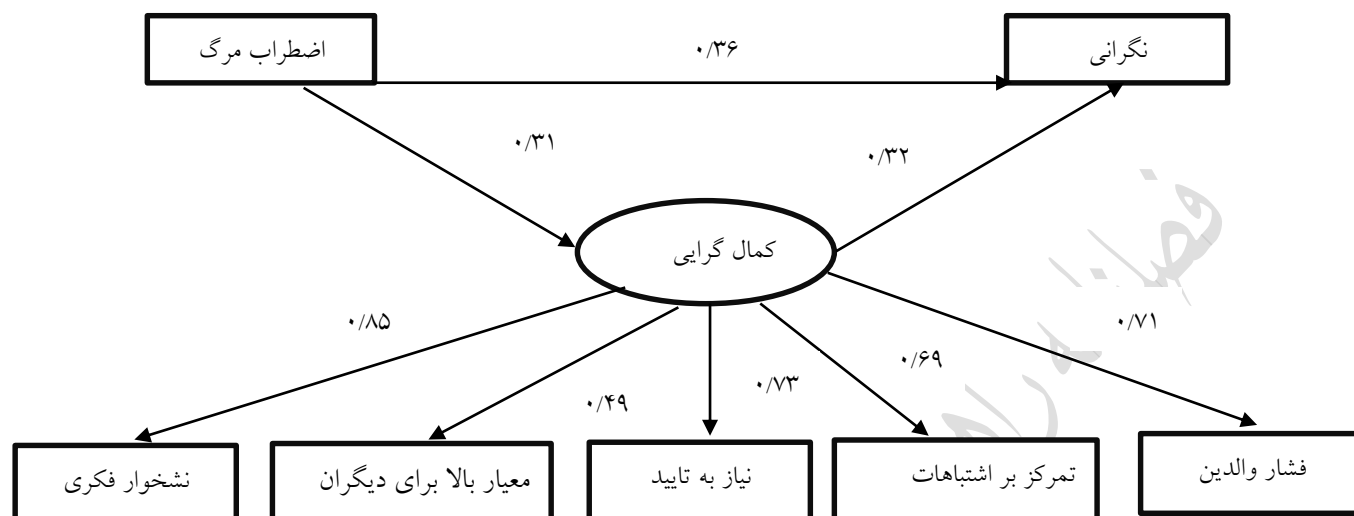 اضطراب مرگ
۰/۳۶
نگرانی
۰/۳۱
۰/۳۲
کمال گرایی
۰/۸۵
۰/۴۹
۰/۷۳
۰/۶۹
۰/۷۱
نشخوار فکری
معیار بالا برای دیگران
نیاز به تایید
تمرکز بر اشتباهات
فشار والدین